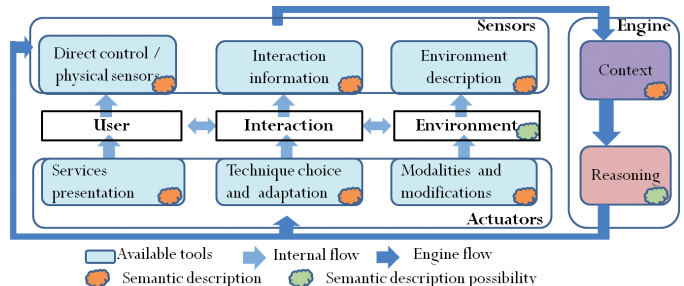 Sensors
Engine
Direct control /
physical sensors
Interaction
information
Environment
description
Context
User
Interaction
Environment
Services
presentation
Technique choice
and adaptation
Modalities and
modifications
Reasoning
Actuators
Available tools
Internal flow
Engine flow
Semantic description
Semantic description possibility